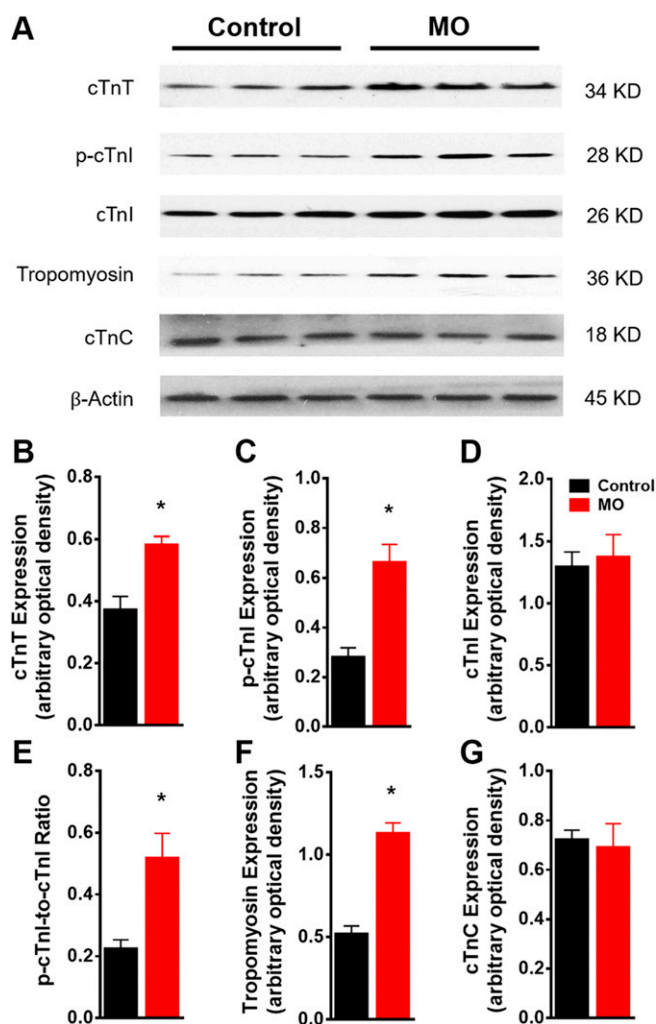 A
Control MO
cTnT 34 KD
p-cTnI 28 KD
cTnI 26 KD
Tropomyosin 36 KD
cTnC 18 KD
β-Actin 45 KD
B
cTnT Expression
(arbitrary optical density)
0.8
0.6
0.4
0.2
0.0
*
C
p-cTnI Expression
(arbitrary optical density)
1.0
0.8
0.6
0.4
0.2
0.0
*
D
cTnI Expression
(arbitrary optical density)
2.0
1.5
1.0
0.5
0.0
Control
MO
E
p-cTnI-to-cTnI Ratio
0.8
0.6
0.4
0.2
0.0
*
F
Tropomyosin Expression
(arbitrary optical density)
1.5
1.0
0.5
0.0
*
G
cTnC Expression
(arbitrary optical density)
1.0
0.8
0.6
0.4
0.2
0.0